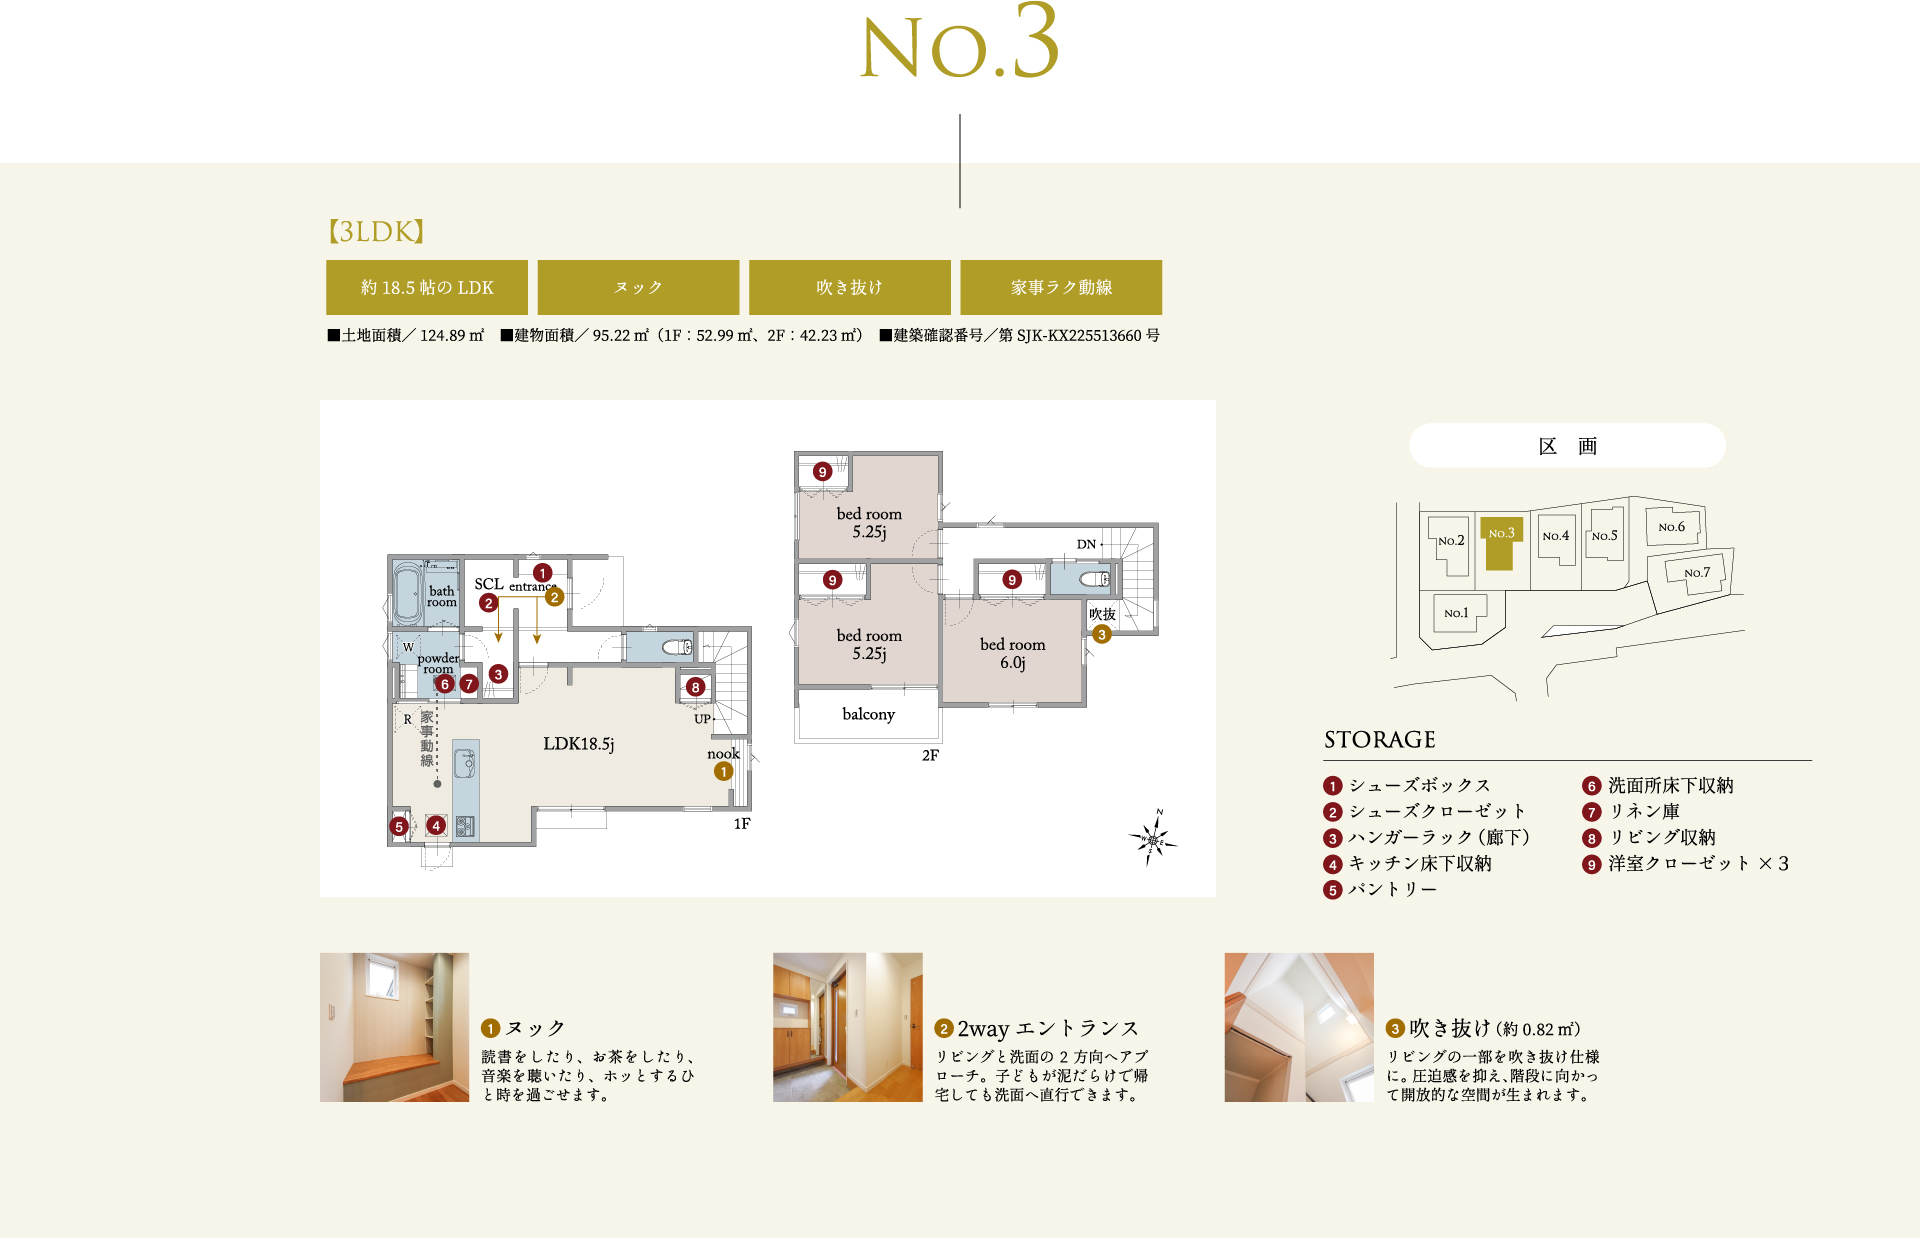 No.3
【3LDK】
約 18.5 帖の LDK
ヌック
吹き抜け
家事ラク動線
■土地面積／ 124.89 ㎡ ■建物面積／ 95.22 ㎡（1F：52.99 ㎡、2F：42.23 ㎡） ■建築確認番号／第 SJK-KX225513660 号
9
bed room
5.25j
DN
9
9
吹抜
3
bed room
5.25j
bed room
6.0j
balcony
2F
1
SCL
entrance
2
2
bath
room
W
powder
room
6
7
3
8
R
家事動線
UP
LDK18.5j
nook
1
5
4
1F
N
W
E
S
区 画
No.2
No.3
No.4
No.5
No.6
No.7
No.1
STORAGE
1 シューズボックス
2 シューズクローゼット
3 ハンガーラック（廊下）
4 キッチン床下収納
5 パントリー
6 洗面所床下収納
7 リネン庫
8 リビング収納
9 洋室クローゼット × 3
1 ヌック
読書をしたり、お茶をしたり、
音楽を聴いたり、ホッとするひ
と時を過ごせます。
2 2way エントランス
リビングと洗面の 2 方向へアプ
ローチ。子どもが泥だらけで帰
宅しても洗面へ直行できます。
3 吹き抜け（約 0.82 ㎡）
リビングの一部を吹き抜け仕様
に。圧迫感を抑え、階段に向かっ
て開放的な空間が生まれます。